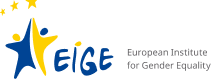 EIGE
European Institute
for Gender Equality